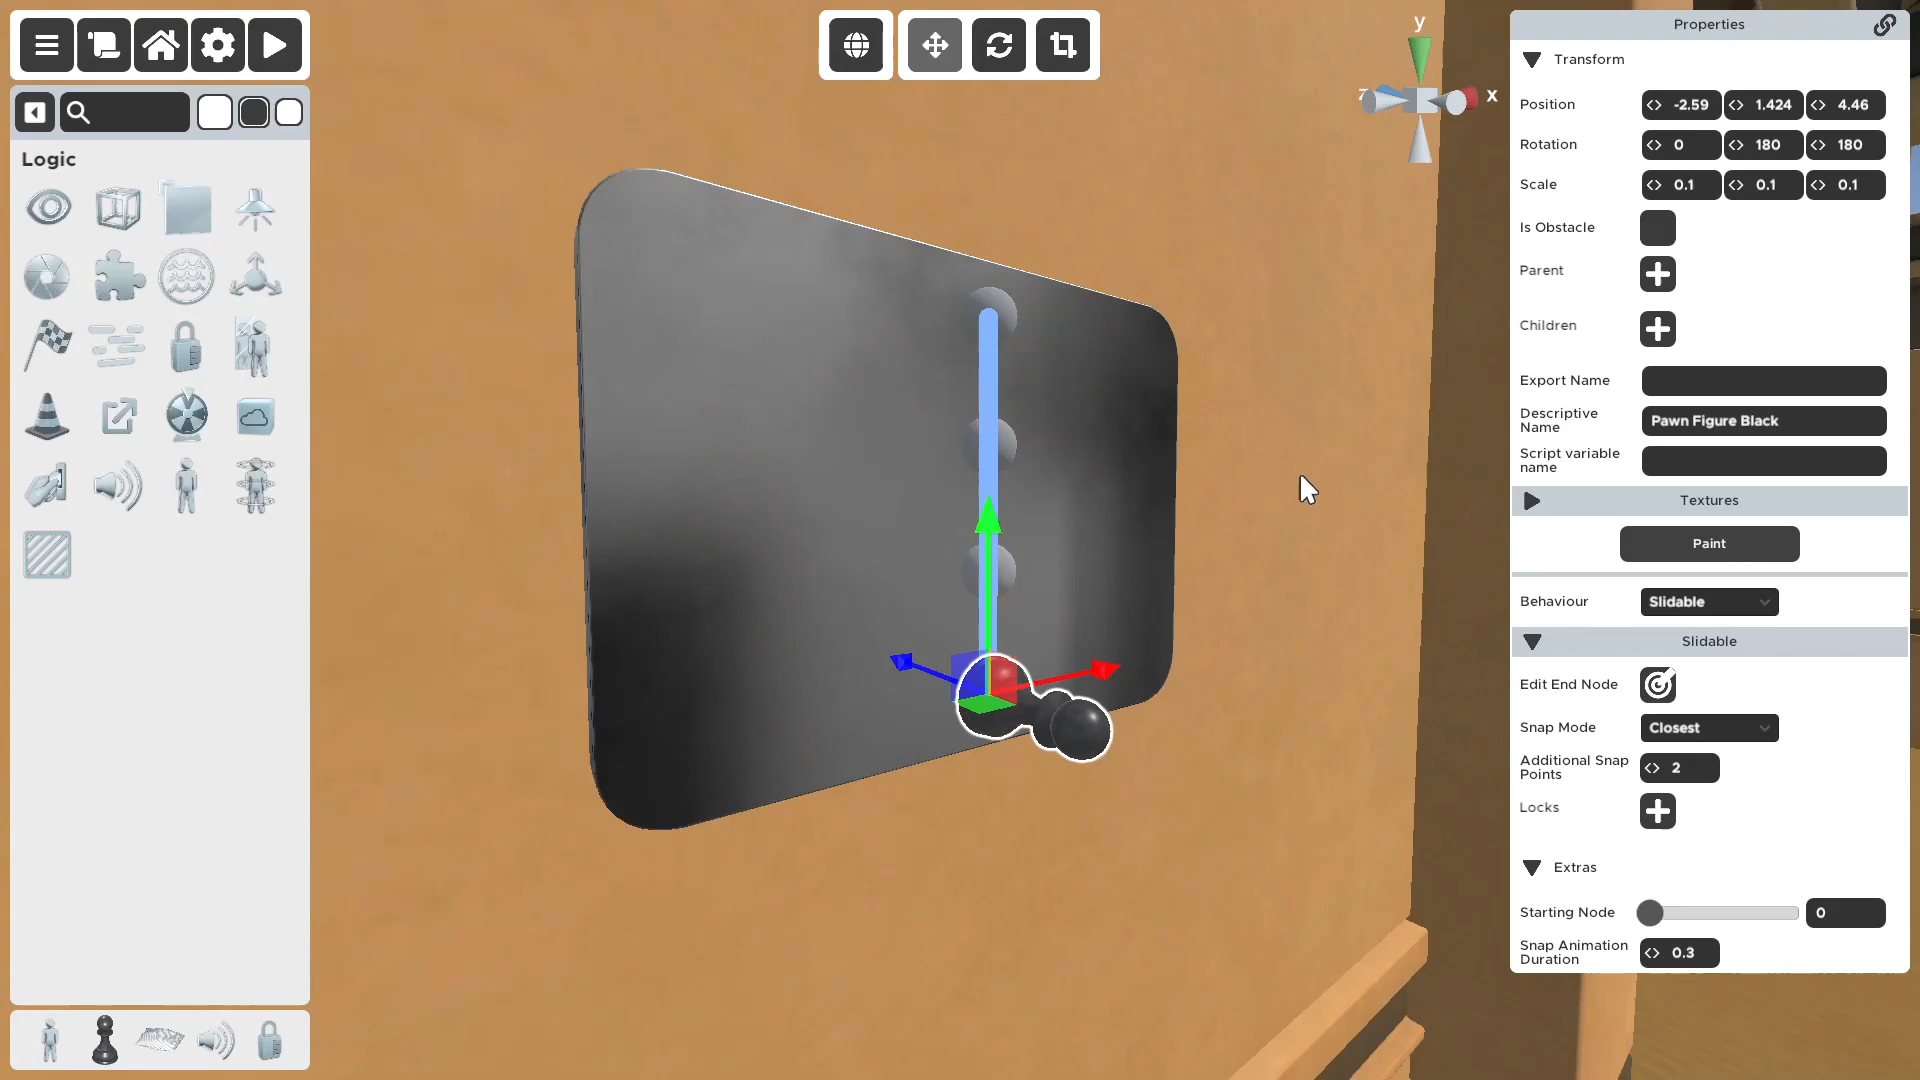 Logic
y
z
x
Properties
Transform
Position -2.59 1.424 4.46
Rotation 0 180 180
Scale 0.1 0.1 0.1
Is Obstacle
Parent
Children
Export Name
Descriptive
Name
Pawn Figure Black
Script variable
name
Textures
Paint
Behaviour Slidable
Slidable
Edit End Node
Snap Mode Closest
Additional Snap
Points
2
Locks
Extras
Starting Node 0
Snap Animation
Duration
0.3